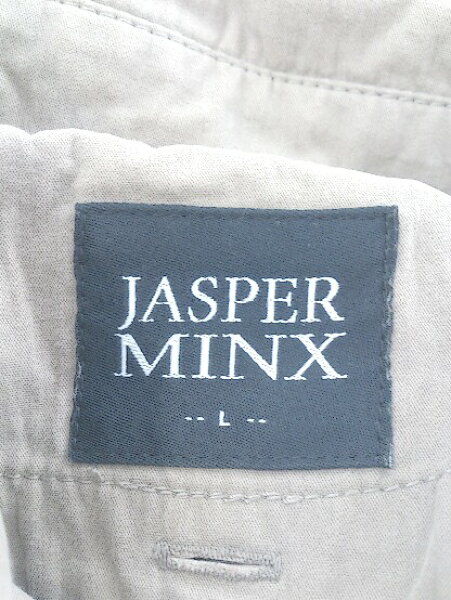 JASPER
MINX
-- L --